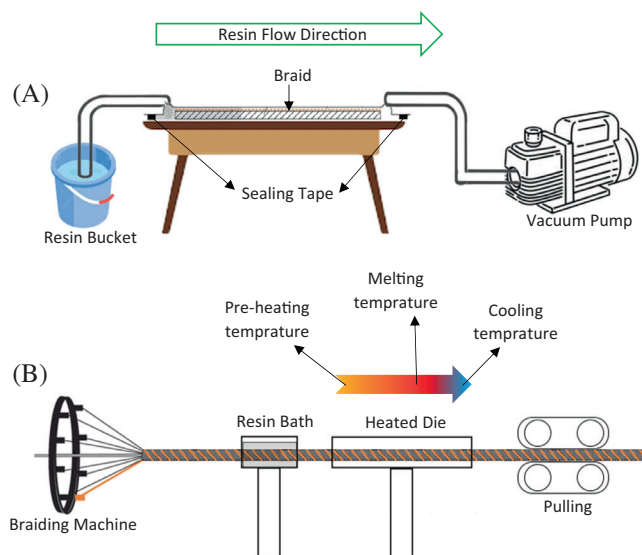 Resin Flow Direction
Braid
(A)
Sealing Tape
Resin Bucket
Vacuum Pump
Melting
temprature
Pre-heating
temprature
Cooling
temprature
(B)
Resin Bath
Heated Die
Braiding Machine
Pulling